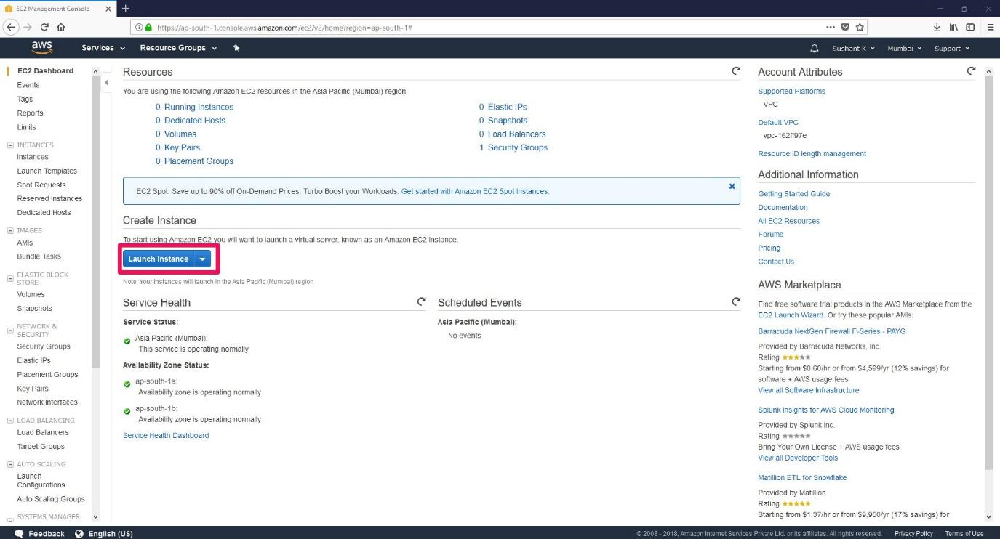 EC2 Management Console
https://ap-south-1.console.aws.amazon.com/ec2/v2/home?region=ap-south-1#
aws
Services
Resource Groups
Sushant K
Mumbai
Support
EC2 Dashboard
Events
Tags
Reports
Limits
INSTANCES
Instances
Launch Templates
Spot Requests
Reserved Instances
Dedicated Hosts
IMAGES
AMIs
Bundle Tasks
ELASTIC BLOCK
STORE
Volumes
Snapshots
NETWORK &
SECURITY
Security Groups
Elastic IPs
Placement Groups
Key Pairs
Network Interfaces
LOAD BALANCING
Load Balancers
Target Groups
AUTO SCALING
Launch
Configurations
Auto Scaling Groups
SYSTEMS MANAGER
Resources
You are using the following Amazon EC2 resources in the Asia Pacific (Mumbai) region:
0 Running Instances
0 Dedicated Hosts
0 Volumes
0 Key Pairs
0 Placement Groups
0 Elastic IPs
0 Snapshots
0 Load Balancers
1 Security Groups
EC2 Spot. Save up to 90% off On-Demand Prices. Turbo Boost your Workloads. Get started with Amazon EC2 Spot Instances.
Create Instance
To start using Amazon EC2 you will want to launch a virtual server, known as an Amazon EC2 instance.
Launch Instance
Note: Your instances will launch in the Asia Pacific (Mumbai) region
Service Health
Service Status:
Asia Pacific (Mumbai):
This service is operating normally
Availability Zone Status:
ap-south-1a:
Availability zone is operating normally
ap-south-1b:
Availability zone is operating normally
Service Health Dashboard
Scheduled Events
Asia Pacific (Mumbai):
No events
Account Attributes
Supported Platforms
VPC
Default VPC
vpc-162ff97e
Resource ID length management
Additional Information
Getting Started Guide
Documentation
All EC2 Resources
Forums
Pricing
Contact Us
AWS Marketplace
Find free software trial products in the AWS Marketplace from the
EC2 Launch Wizard. Or try these popular AMIs:
Barracuda NextGen Firewall F-Series - PAYG
Provided by Barracuda Networks, Inc.
Rating
Starting from $0.60/hr or from $4,599/yr (12% savings) for
software + AWS usage fees
View all Software Infrastructure
Splunk Insights for AWS Cloud Monitoring
Provided by Splunk Inc.
Rating
Bring Your Own License + AWS usage fees
View all Developer Tools
Matillion ETL for Snowflake
Provided by Matillion
Rating
Starting from $1.37/hr or from $9,950/yr (17% savings) for
Feedback
English (US)
© 2008 - 2018, Amazon Internet Services Private Ltd. or its affiliates. All rights reserved.
Privacy Policy
Terms of Use